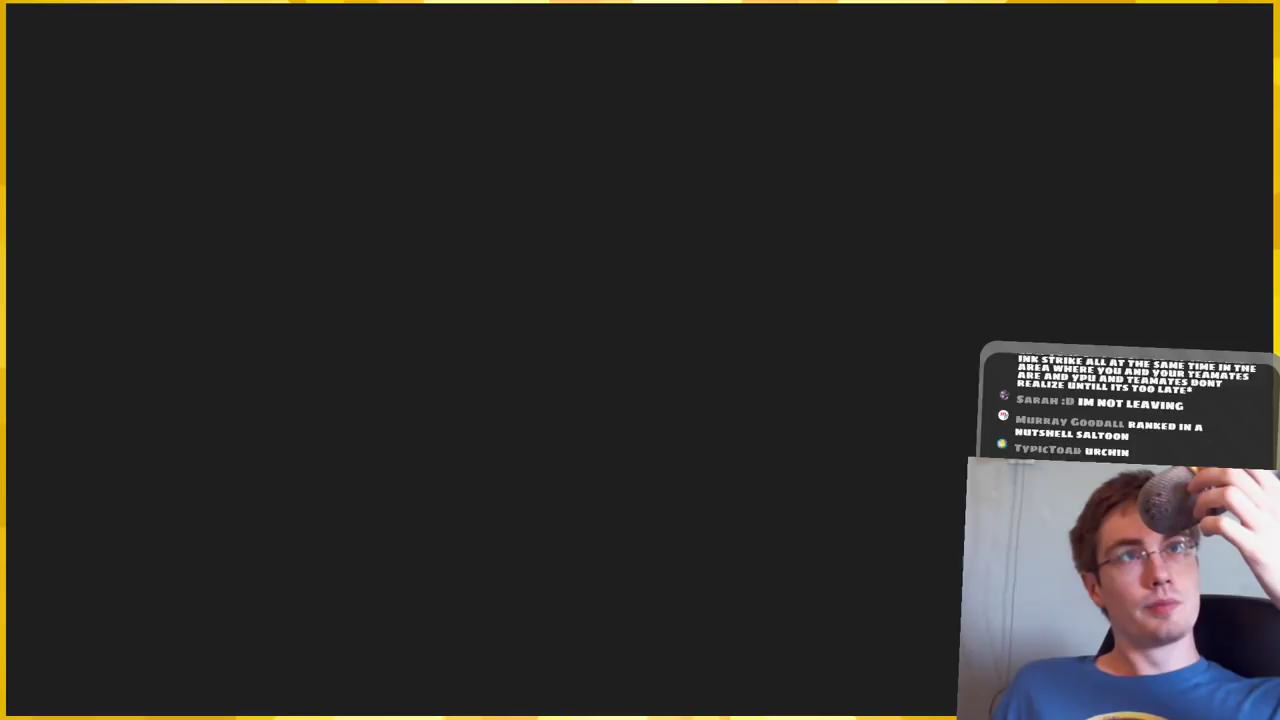 INK STRIKE ALL AT THE SAME TIME IN THE
AREA WHERE YOU AND YOUR TEAMATES
ARE AND YPU AND TEAMATES DONT
REALIZE UNTILL ITS TOO LATE*
SARAH :D IM NOT LEAVING
MURRAY GOODALL RANKED IN A
NUTSHELL SALTOON
TYPICTOAD URCHIN